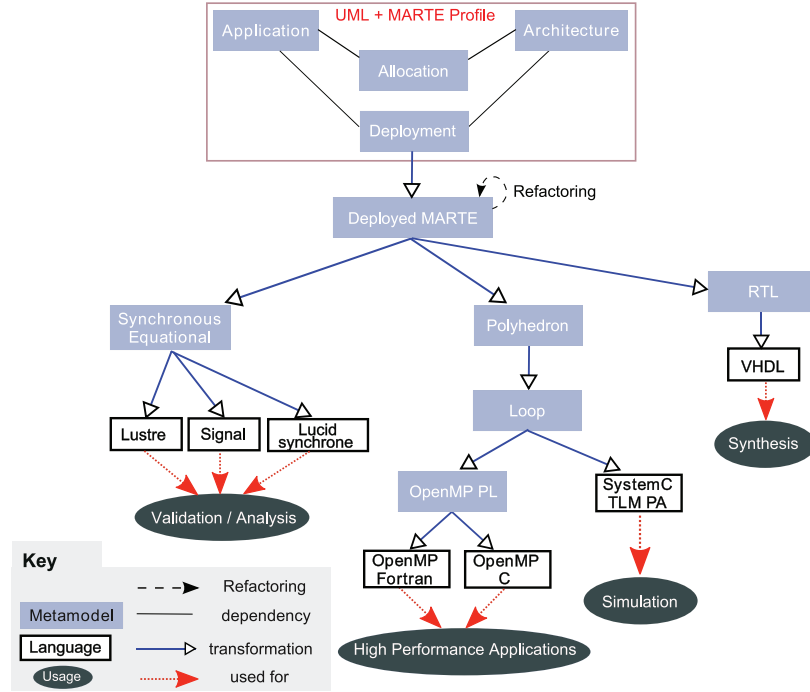 UML + MARTE Profile
Application
Architecture
Allocation
Deployment
Refactoring
Deployed MARTE
RTL
Synchronous
Equational
Polyhedron
VHDL
Loop
Lustre
Signal
Lucid
synchrone
Synthesis
OpenMP PL
SystemC
TLM PA
Validation / Analysis
OpenMP
Fortran
OpenMP
C
Simulation
High Performance Applications
Key
Refactoring
Metamodel
dependency
Language
transformation
Usage
used for